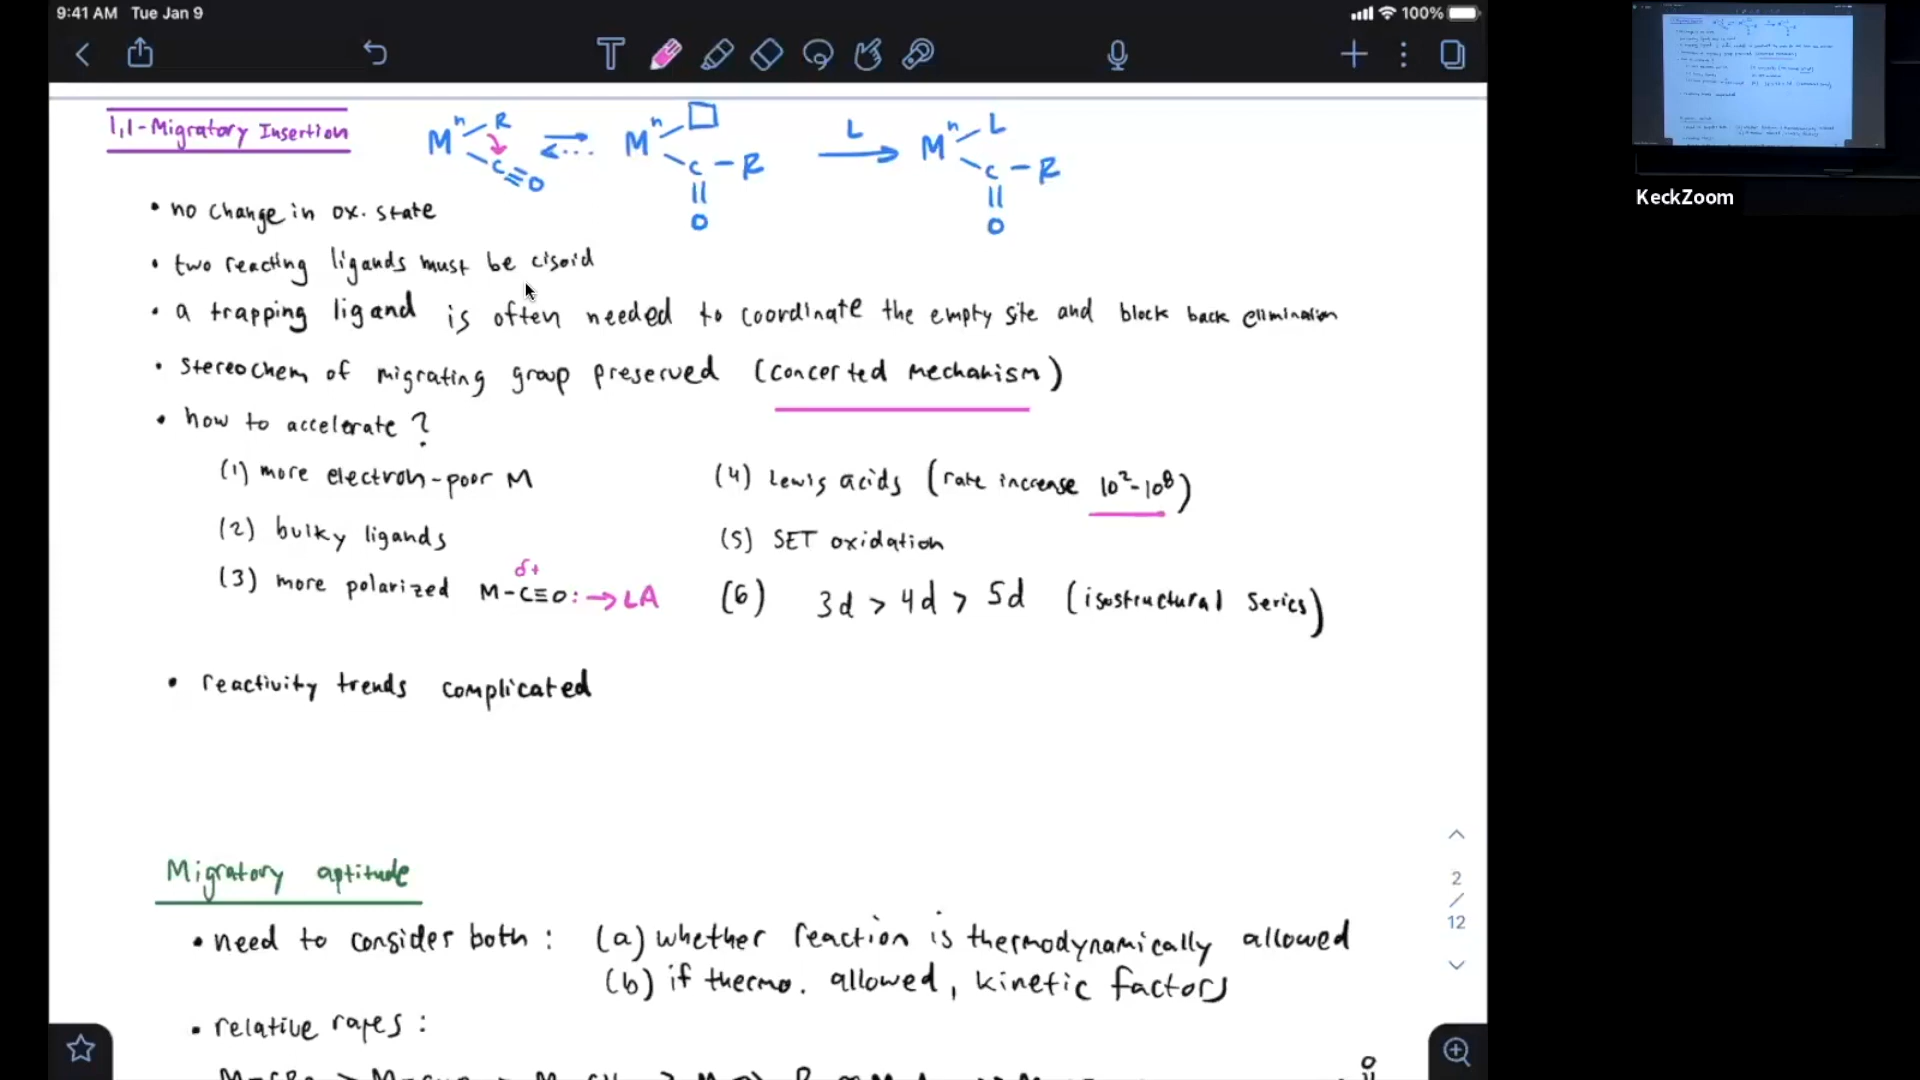 9:41 AM Tue Jan 9 100%
1,1-Migratory Insertion
Mⁿ R C≡O
Mⁿ C-R O
L
Mⁿ L C-R O
• no change in ox. state
• two reacting ligands must be cisoid
• a trapping ligand is often needed to coordinate the empty site and block back elimination
• stereochem of migrating group preserved (concerted mechanism)
• how to accelerate?
(1) more electron-poor M
(2) bulky ligands
(3) more polarized M-C≡O: → LA
δ+
(4) Lewis acids (rate increase 10²-10⁸)
(5) SET oxidation
(6) 3d > 4d > 5d (isostructural series)
• reactivity trends complicated
Migratory aptitude
• need to consider both: (a) whether reaction is thermodynamically allowed
(b) if thermo. allowed, kinetic factors
• relative rates:
2
/
12
KeckZoom